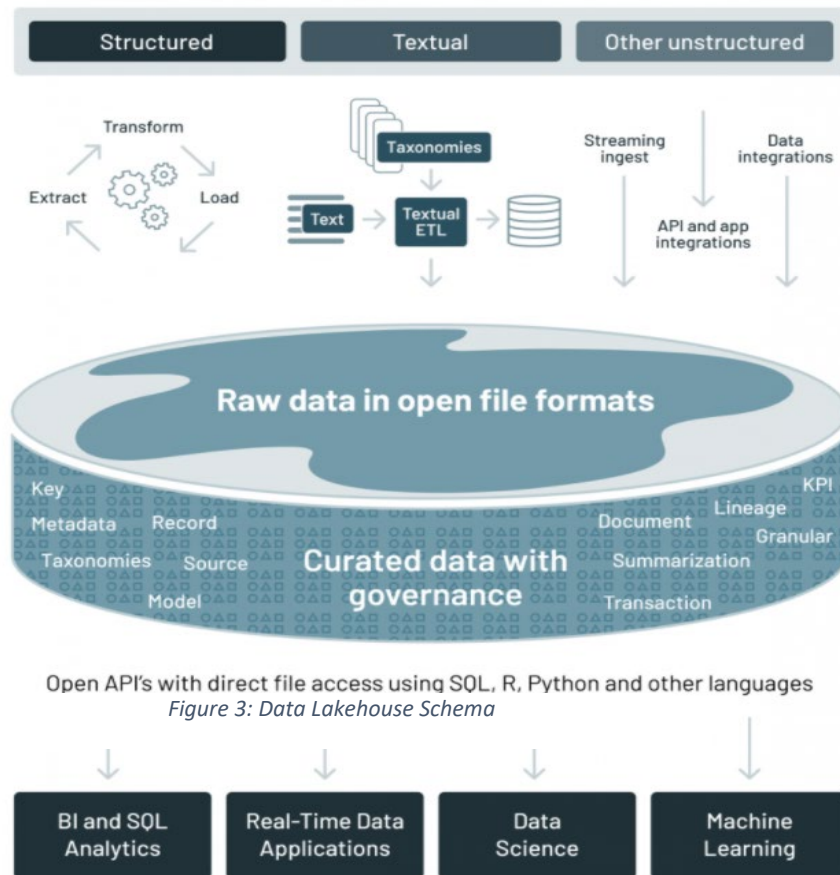 Structured
Textual
Other unstructured
Transform
Extract
Load
Taxonomies
Text
Textual
ETL
Streaming
ingest
API and app
integrations
Data
integrations
Raw data in open file formats
Key
Metadata
Record
Taxonomies
Source
Model
Curated data with
governance
Document
Lineage
KPI
Granular
Summarization
Transaction
Open API's with direct file access using SQL, R, Python and other languages
Figure 3: Data Lakehouse Schema
BI and SQL
Analytics
Real-Time Data
Applications
Data
Science
Machine
Learning